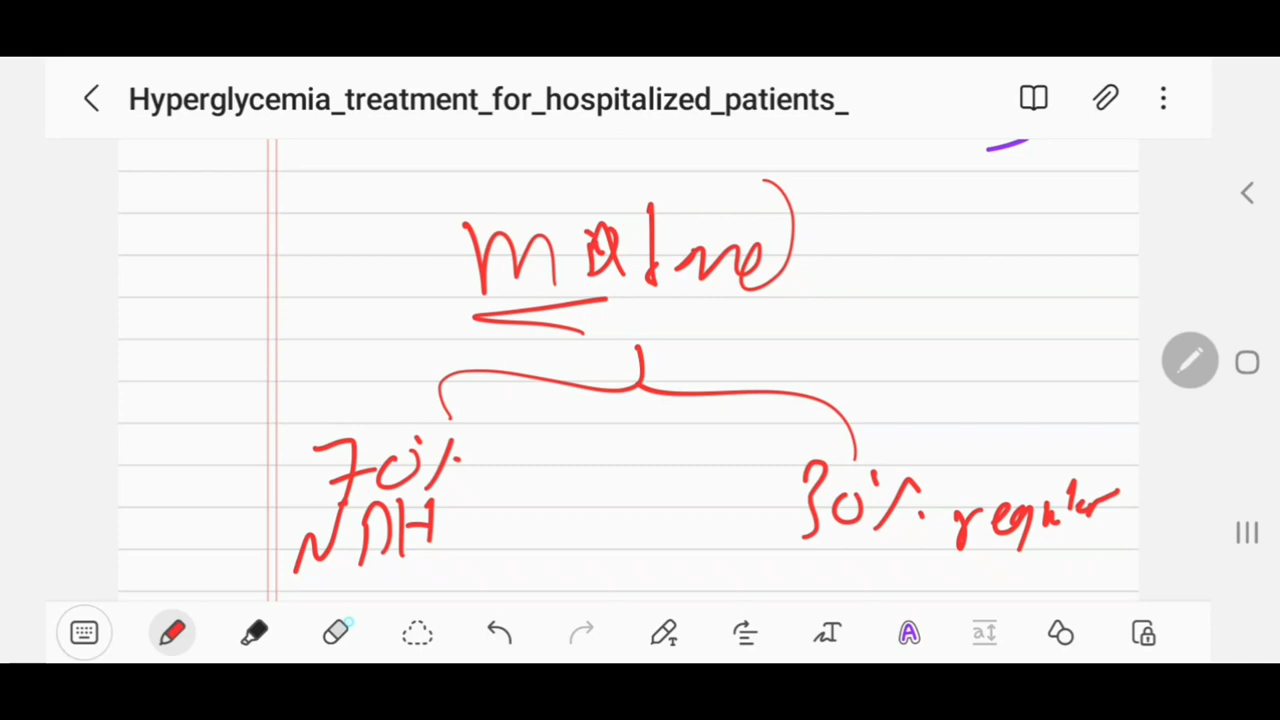 Hyperglycemia_treatment_for_hospitalized_patients_
70%
30% regular
NPH